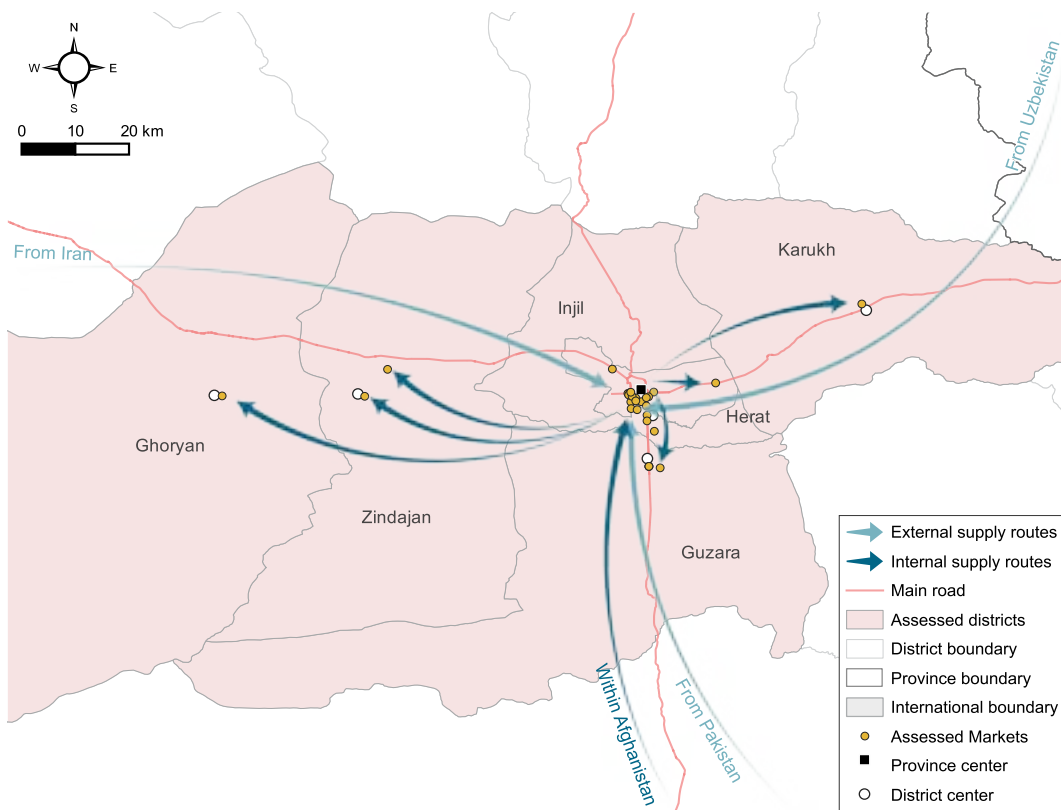 N
W
E
S
0 10 20 km
From Uzbekistan
From Iran
Karukh
Injil
Herat
Ghoryan
Zindajan
Guzara
Within Afghanistan
From Pakistan
External supply routes
Internal supply routes
Main road
Assessed districts
District boundary
Province boundary
International boundary
Assessed Markets
Province center
District center